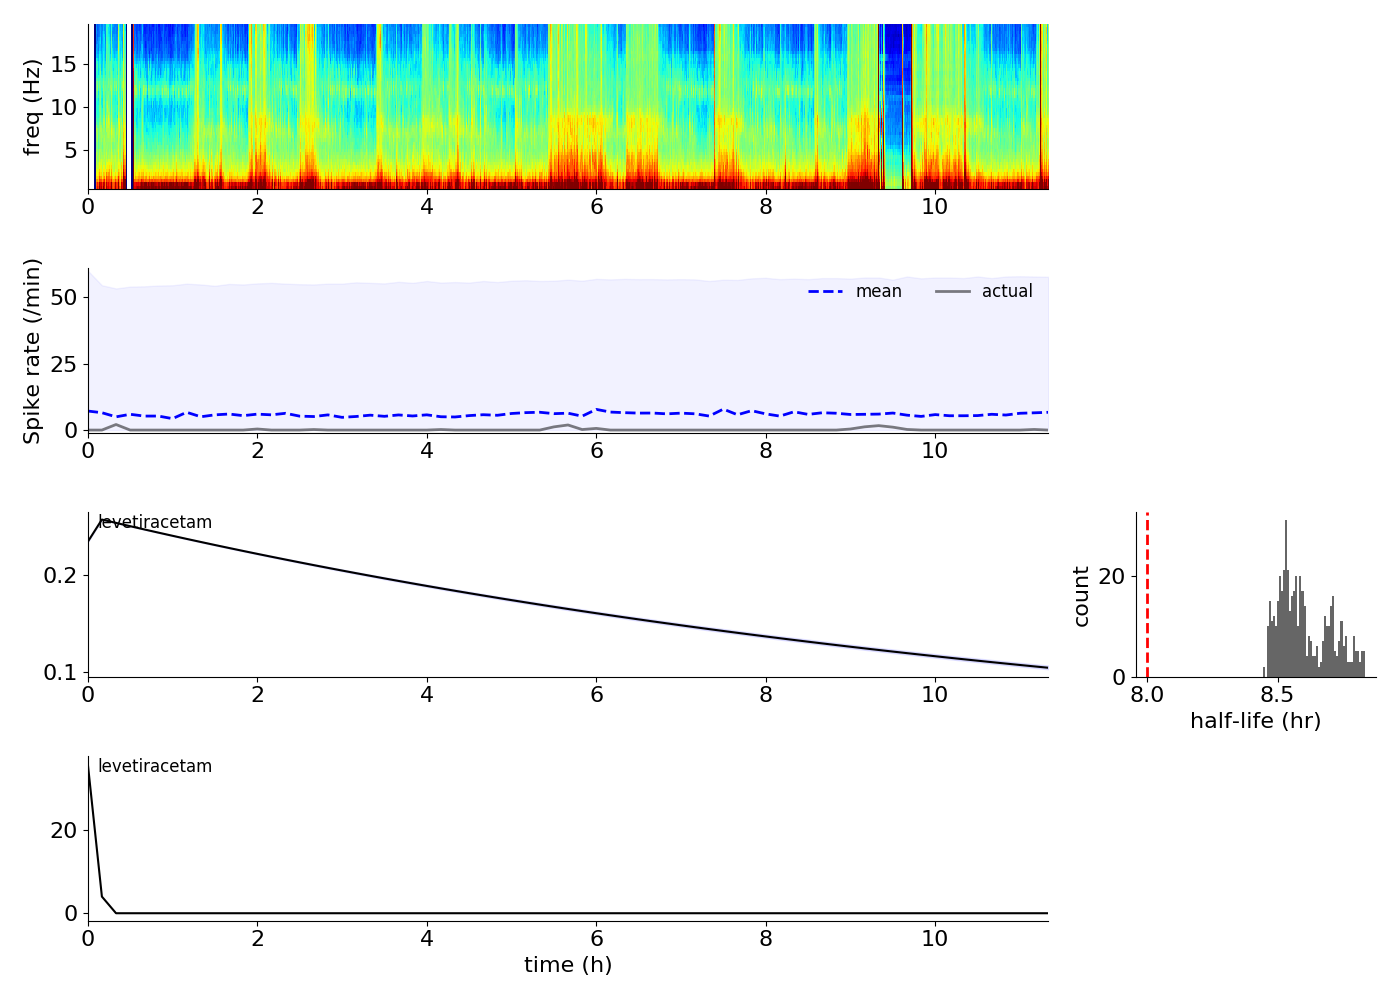 freq (Hz)
15
10
5
0 2 4 6 8 10
Spike rate (/min)
50
25
0
mean actual
0 2 4 6 8 10
levetiracetam
0.2
0.1
0 2 4 6 8 10
count
20
0
8.0 8.5
half-life (hr)
levetiracetam
20
0
0 2 4 6 8 10
time (h)